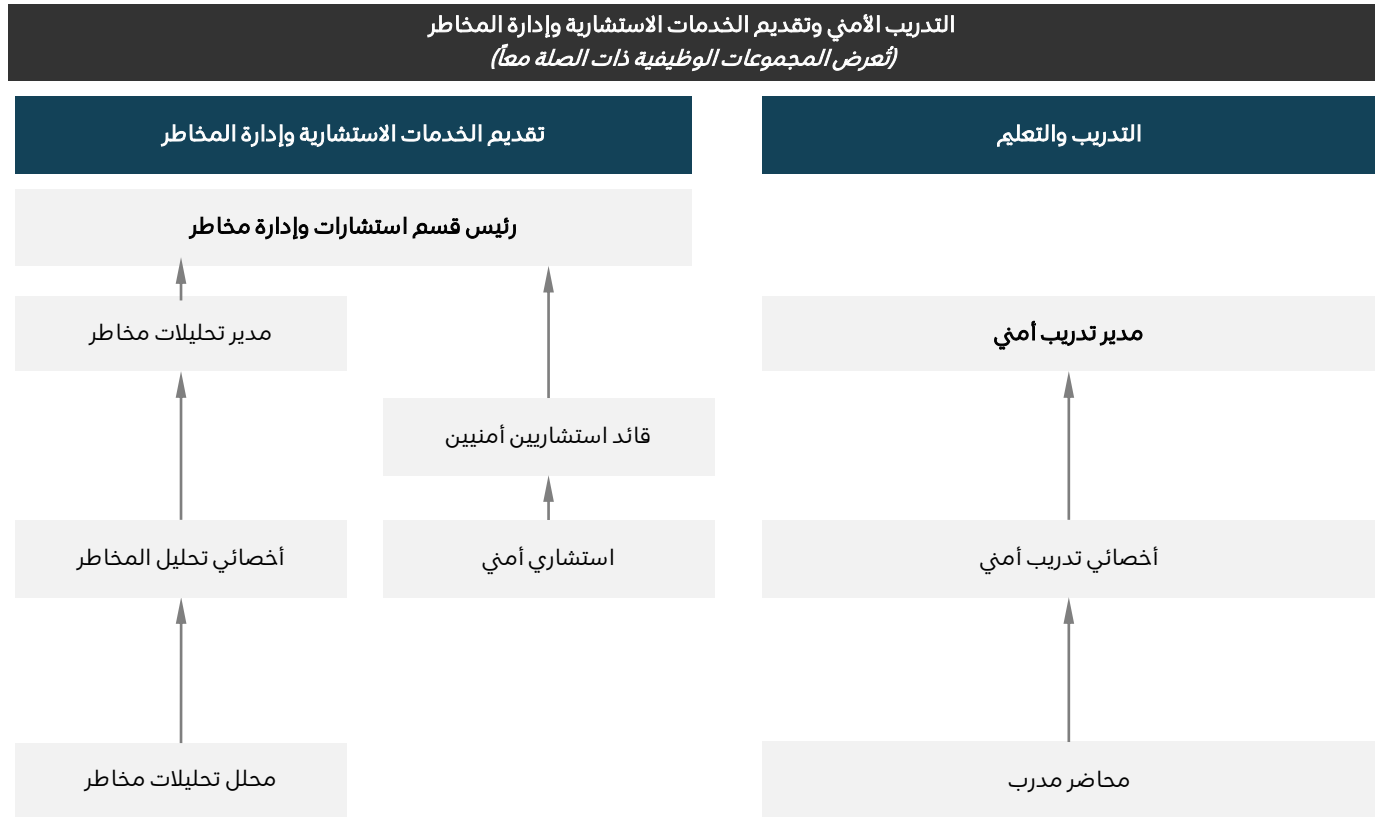 التدريب الأمني وتقديم الخدمات الاستشارية وإدارة المخاطر
(تُعرض المجموعات الوظيفية ذات الصلة معاً)
التدريب والتعليم
تقديم الخدمات الاستشارية وإدارة المخاطر
رئيس قسم استشارات وإدارة مخاطر
مدير تدريب أمني
مدير تحليلات مخاطر
قائد استشاريين أمنيين
أخصائي تدريب أمني
استشاري أمني
أخصائي تحليل المخاطر
محاضر مدرب
محلل تحليلات مخاطر